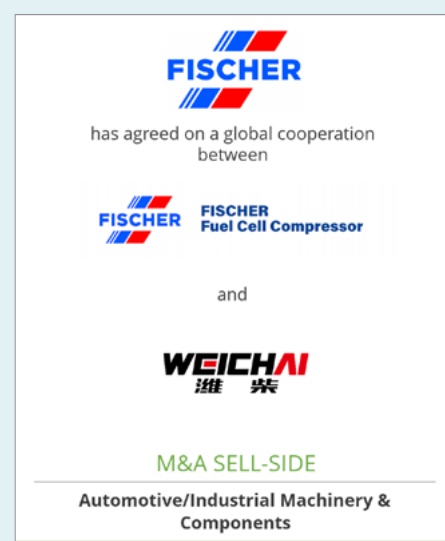 FISCHER
has agreed on a global cooperation
between
FISCHER
FISCHER
Fuel Cell Compressor
and
WEICHAI
潍柴
M&A SELL-SIDE
Automotive/Industrial Machinery &
Components